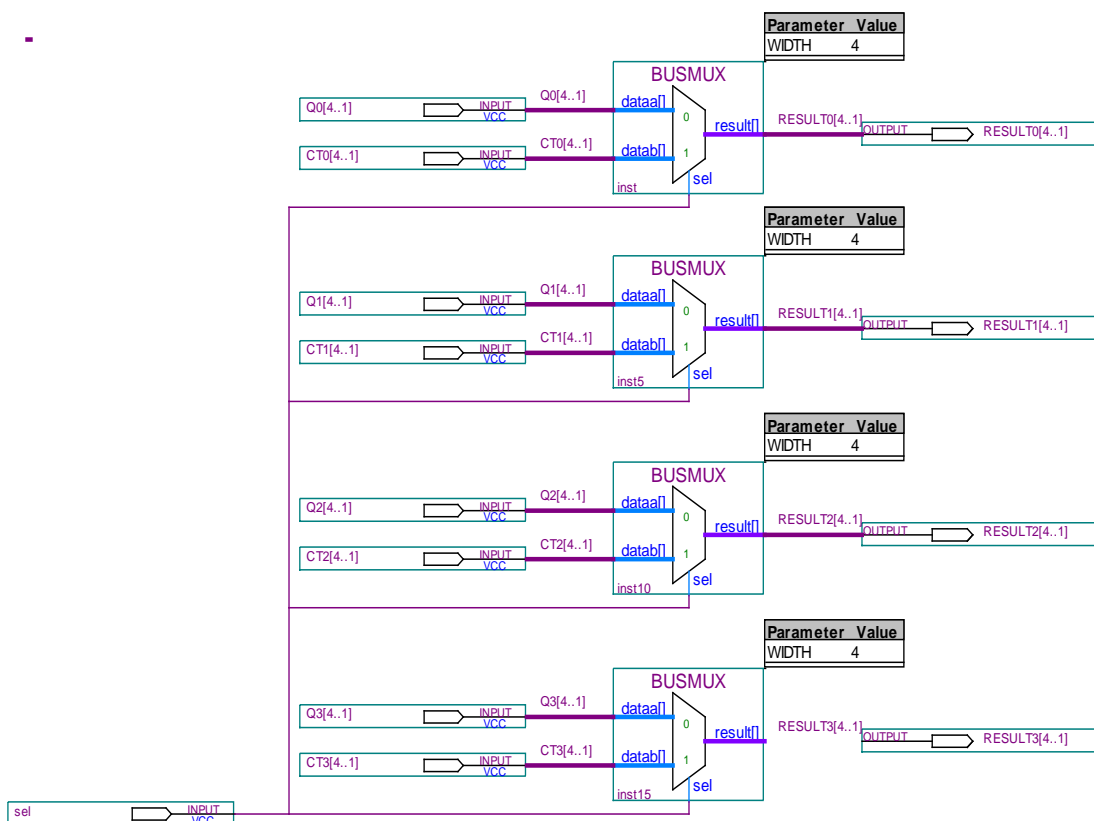 Parameter Value
WIDTH 4
BUSMUX
Q0[4..1] INPUT VCC Q0[4..1] dataa[] 0
result[] RESULT0[4..1] OUTPUT RESULT0[4..1]
CT0[4..1] INPUT VCC CT0[4..1] datab[] 1
sel
inst
Parameter Value
WIDTH 4
BUSMUX
Q1[4..1] INPUT VCC Q1[4..1] dataa[] 0
result[] RESULT1[4..1] OUTPUT RESULT1[4..1]
CT1[4..1] INPUT VCC CT1[4..1] datab[] 1
sel
inst5
Parameter Value
WIDTH 4
BUSMUX
Q2[4..1] INPUT VCC Q2[4..1] dataa[] 0
result[] RESULT2[4..1] OUTPUT RESULT2[4..1]
CT2[4..1] INPUT VCC CT2[4..1] datab[] 1
sel
inst10
Parameter Value
WIDTH 4
BUSMUX
Q3[4..1] INPUT VCC Q3[4..1] dataa[] 0
result[] RESULT3[4..1] OUTPUT RESULT3[4..1]
CT3[4..1] INPUT VCC CT3[4..1] datab[] 1
sel
inst15
sel INPUT VCC